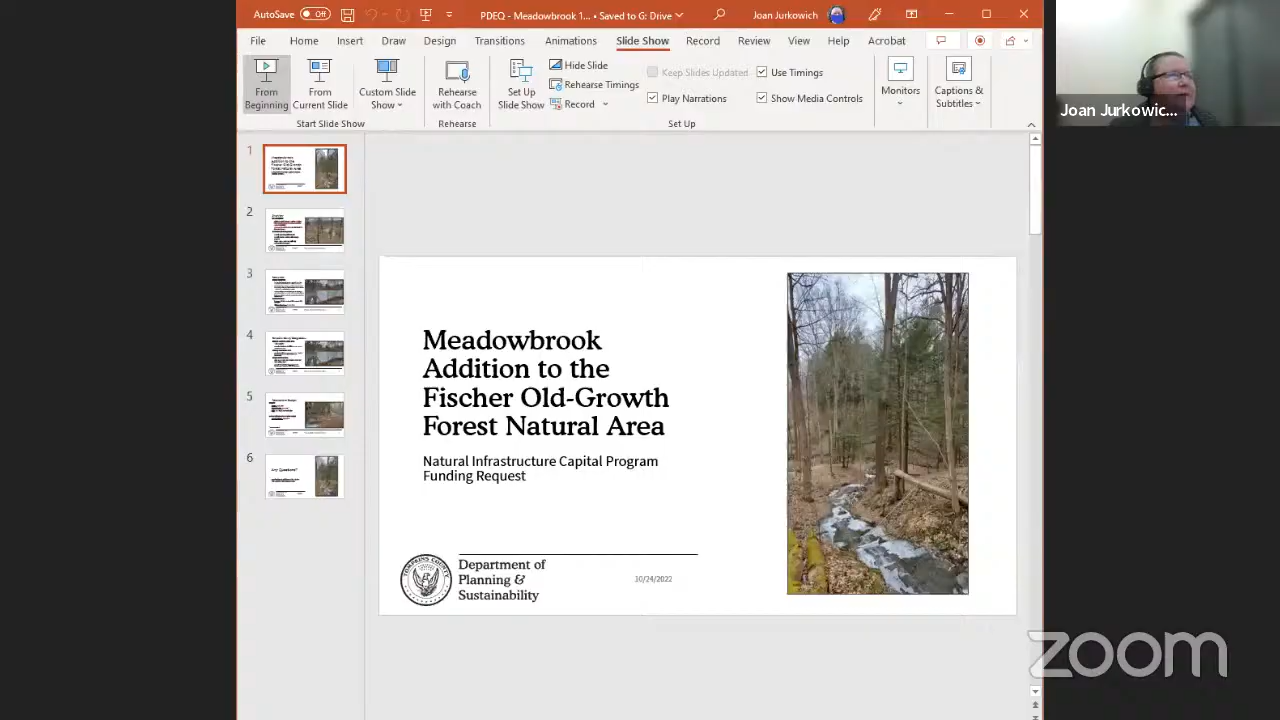 AutoSave Off
PDEQ - Meadowbrook 1... • Saved to G: Drive
Joan Jurkowich
File Home Insert Draw Design Transitions Animations Slide Show Record Review View Help Acrobat
From Beginning
From Current Slide
Custom Slide Show
Start Slide Show
Rehearse with Coach
Rehearse
Set Up Slide Show
Hide Slide
Rehearse Timings
Record
Keep Slides Updated
Play Narrations
Use Timings
Show Media Controls
Set Up
Monitors
Captions & Subtitles
Joan Jurkowic...
1
2
3
4
5
6
Any Questions?
Meadowbrook
Addition to the
Fischer Old-Growth
Forest Natural Area
Natural Infrastructure Capital Program
Funding Request
TOMPKINS COUNTY
Department of
Planning &
Sustainability
10/24/2022
zoom